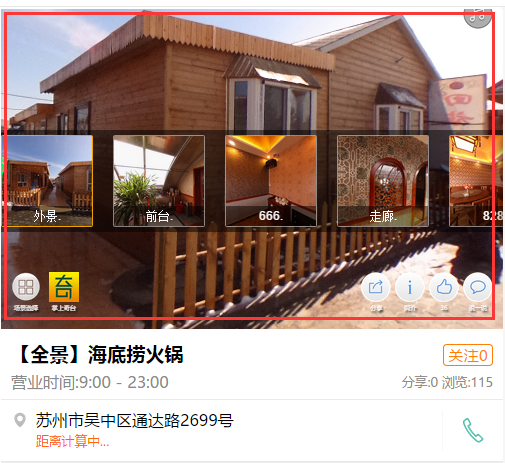 外景.
前台.
666.
走廊.
828
场景选择
掌上奇台
分享
简介
36
说一说
【全景】海底捞火锅
关注0
营业时间:9:00 - 23:00
分享:0 浏览:115
苏州市吴中区通达路2699号
距离计算中...